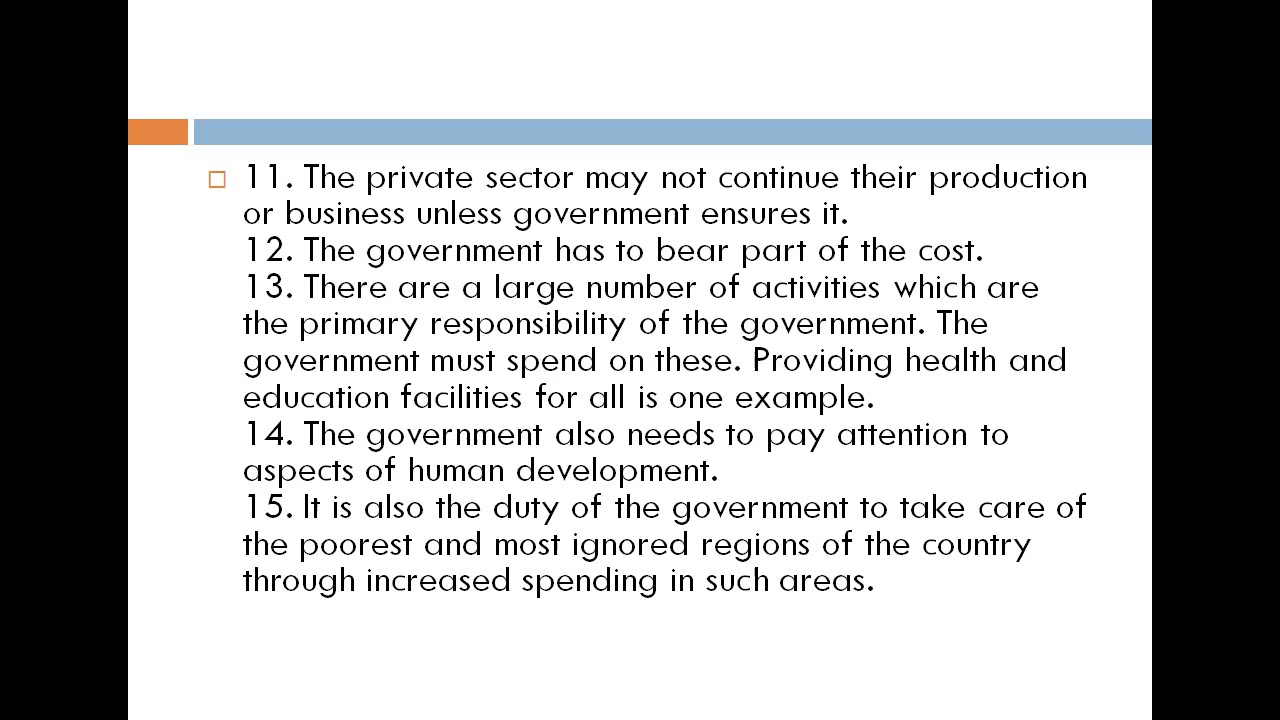 11. The private sector may not continue their production
or business unless government ensures it.
12. The government has to bear part of the cost.
13. There are a large number of activities which are
the primary responsibility of the government. The
government must spend on these. Providing health and
education facilities for all is one example.
14. The government also needs to pay attention to
aspects of human development.
15. It is also the duty of the government to take care of
the poorest and most ignored regions of the country
through increased spending in such areas.